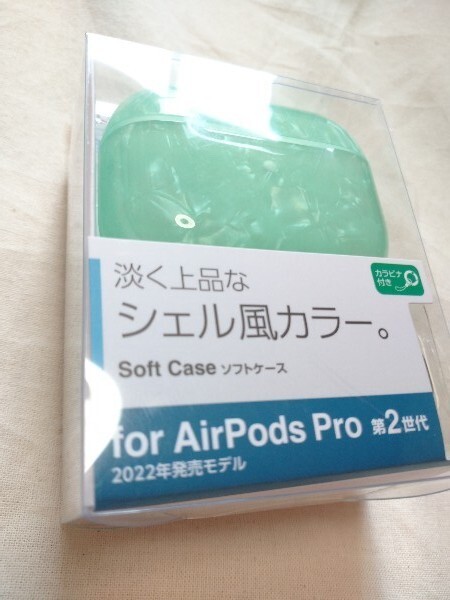 カラビナ
付き
淡く上品な
シェル風カラー。
Soft Case ソフトケース
for AirPods Pro 第2世代
2022年発売モデル